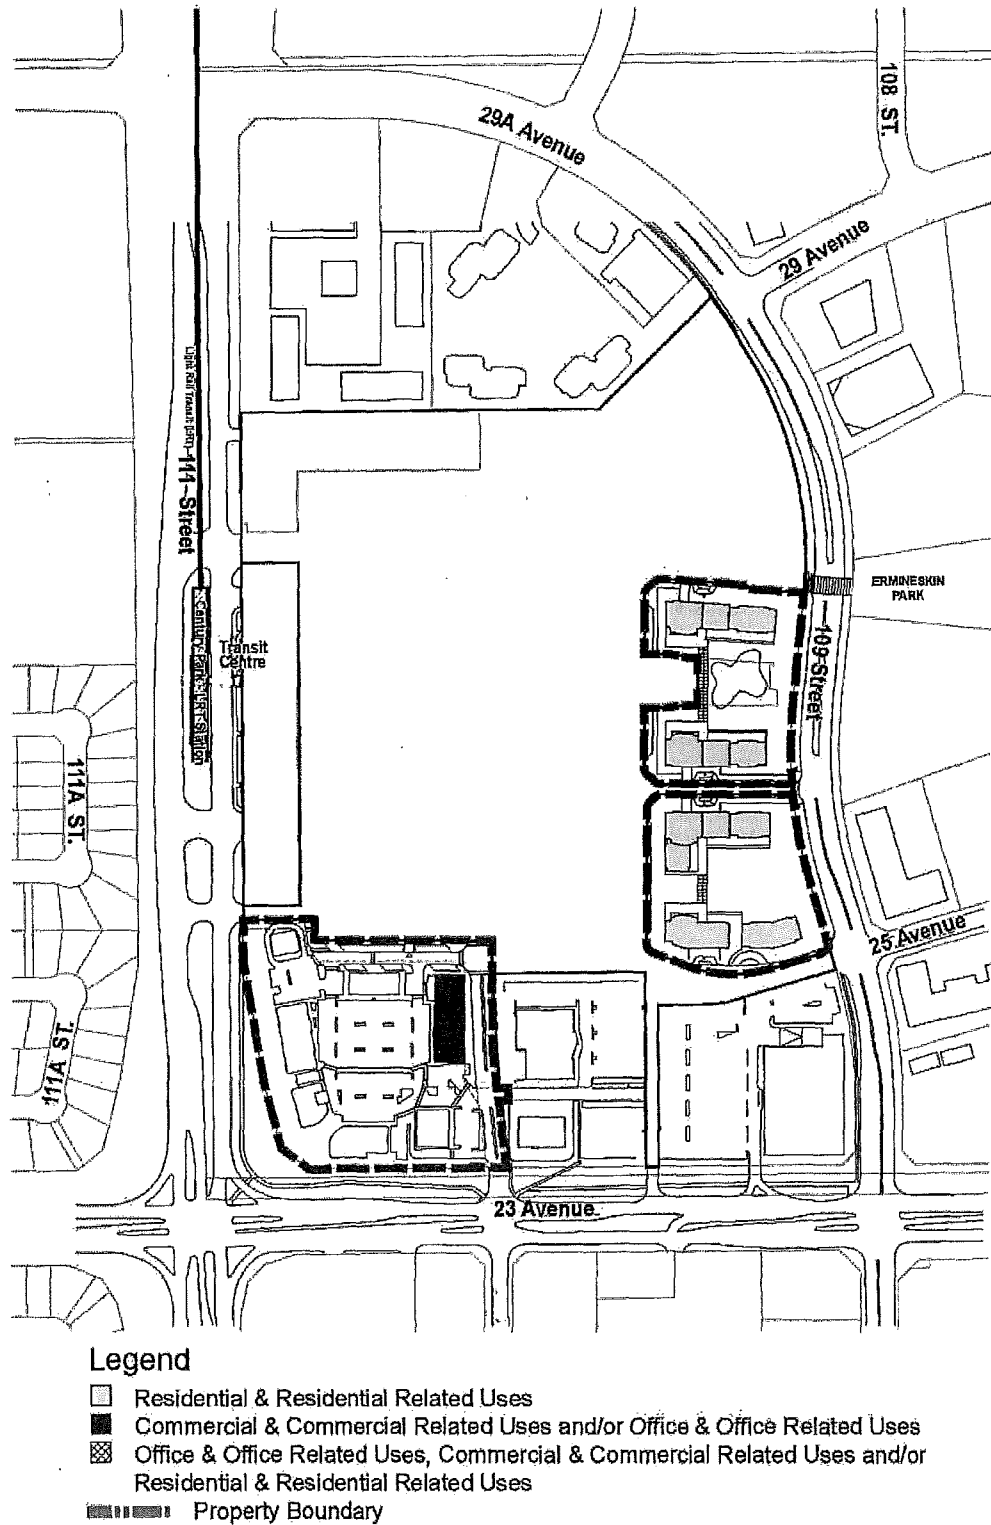 29A Avenue
108 ST.
29 Avenue
Light Rail Transit (LRT)
111 Street
ERMINESKIN
PARK
Century Park LRT Station
Transit
Centre
109 Street
111A ST.
25 Avenue
111A ST.
23 Avenue
Legend
Residential & Residential Related Uses
Commercial & Commercial Related Uses and/or Office & Office Related Uses
Office & Office Related Uses, Commercial & Commercial Related Uses and/or
Residential & Residential Related Uses
Property Boundary